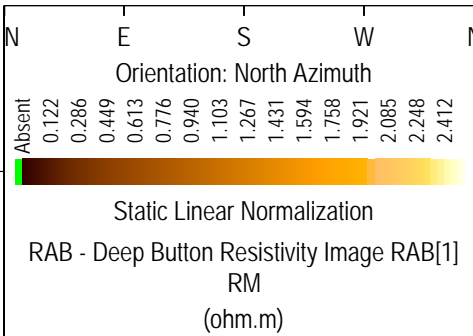 N E S W N
Orientation: North Azimuth
Absent 0.122 0.286 0.449 0.613 0.776 0.940 1.103 1.267 1.431 1.594 1.758 1.921 2.085 2.248 2.412
Static Linear Normalization
RAB - Deep Button Resistivity Image RAB[1]
RM
(ohm.m)